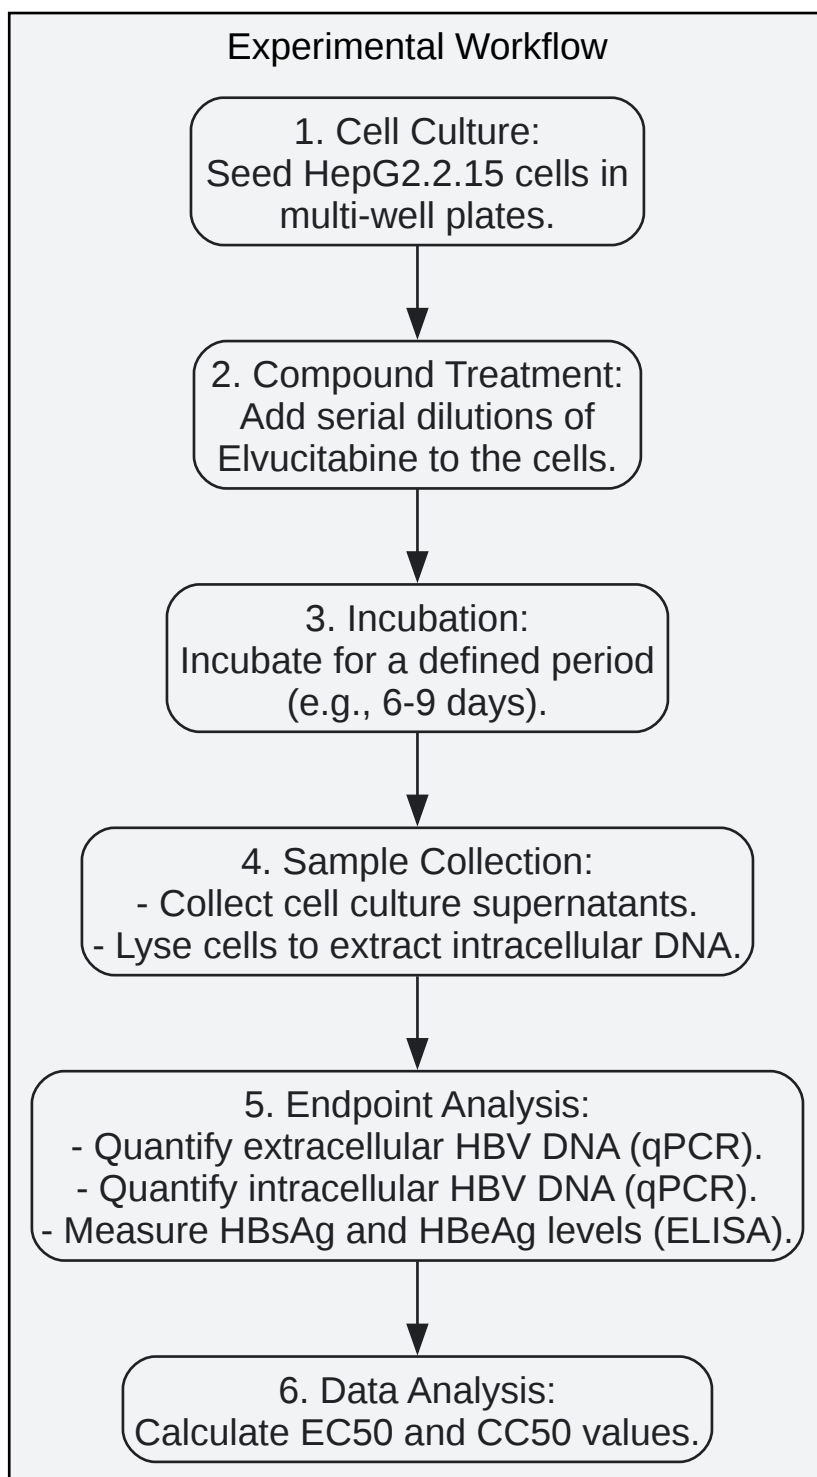 Experimental Workflow
1. Cell Culture:
Seed HepG2.2.15 cells in
multi-well plates.
2. Compound Treatment:
Add serial dilutions of
Elvucitabine to the cells.
3. Incubation:
Incubate for a defined period
(e.g., 6-9 days).
4. Sample Collection:
- Collect cell culture supernatants.
- Lyse cells to extract intracellular DNA.
5. Endpoint Analysis:
- Quantify extracellular HBV DNA (qPCR).
- Quantify intracellular HBV DNA (qPCR).
- Measure HBsAg and HBeAg levels (ELISA).
6. Data Analysis:
Calculate EC50 and CC50 values.